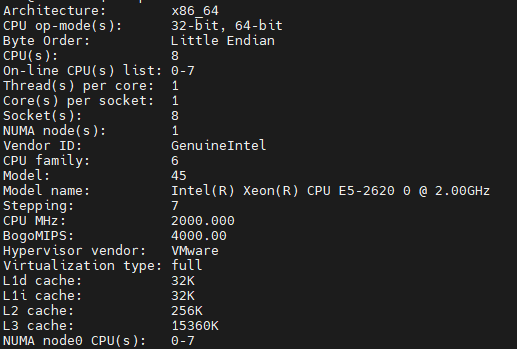 Architecture: x86_64
CPU op-mode(s): 32-bit, 64-bit
Byte Order: Little Endian
CPU(s): 8
On-line CPU(s) list: 0-7
Thread(s) per core: 1
Core(s) per socket: 1
Socket(s): 8
NUMA node(s): 1
Vendor ID: GenuineIntel
CPU family: 6
Model: 45
Model name: Intel(R) Xeon(R) CPU E5-2620 0 @ 2.00GHz
Stepping: 7
CPU MHz: 2000.000
BogoMIPS: 4000.00
Hypervisor vendor: VMware
Virtualization type: full
L1d cache: 32K
L1i cache: 32K
L2 cache: 256K
L3 cache: 15360K
NUMA node0 CPU(s): 0-7